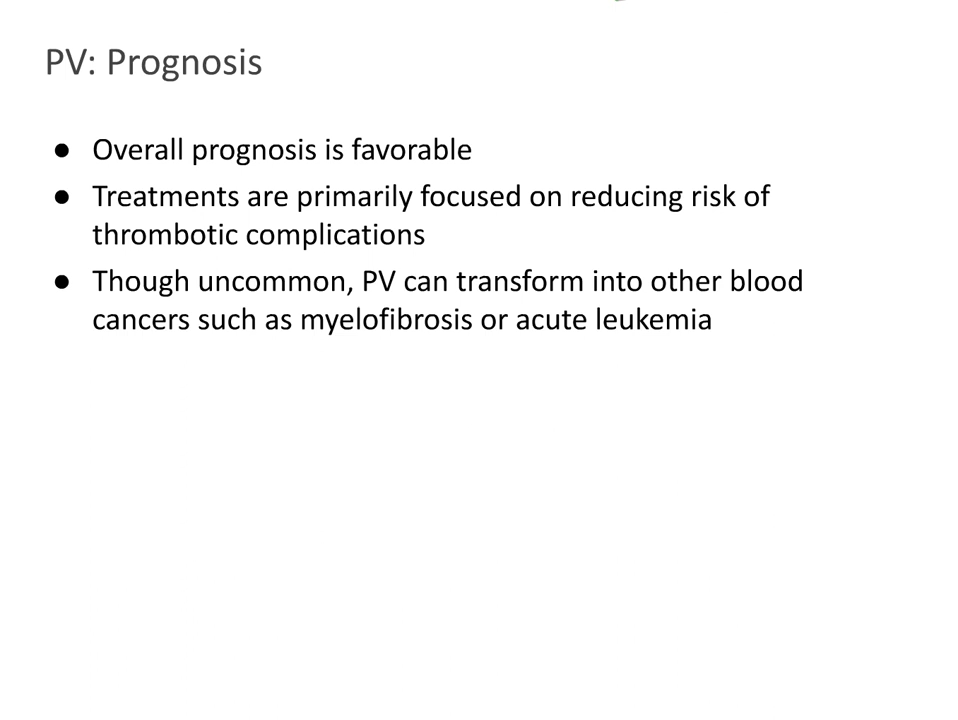 PV: Prognosis
● Overall prognosis is favorable
● Treatments are primarily focused on reducing risk of
thrombotic complications
● Though uncommon, PV can transform into other blood
cancers such as myelofibrosis or acute leukemia